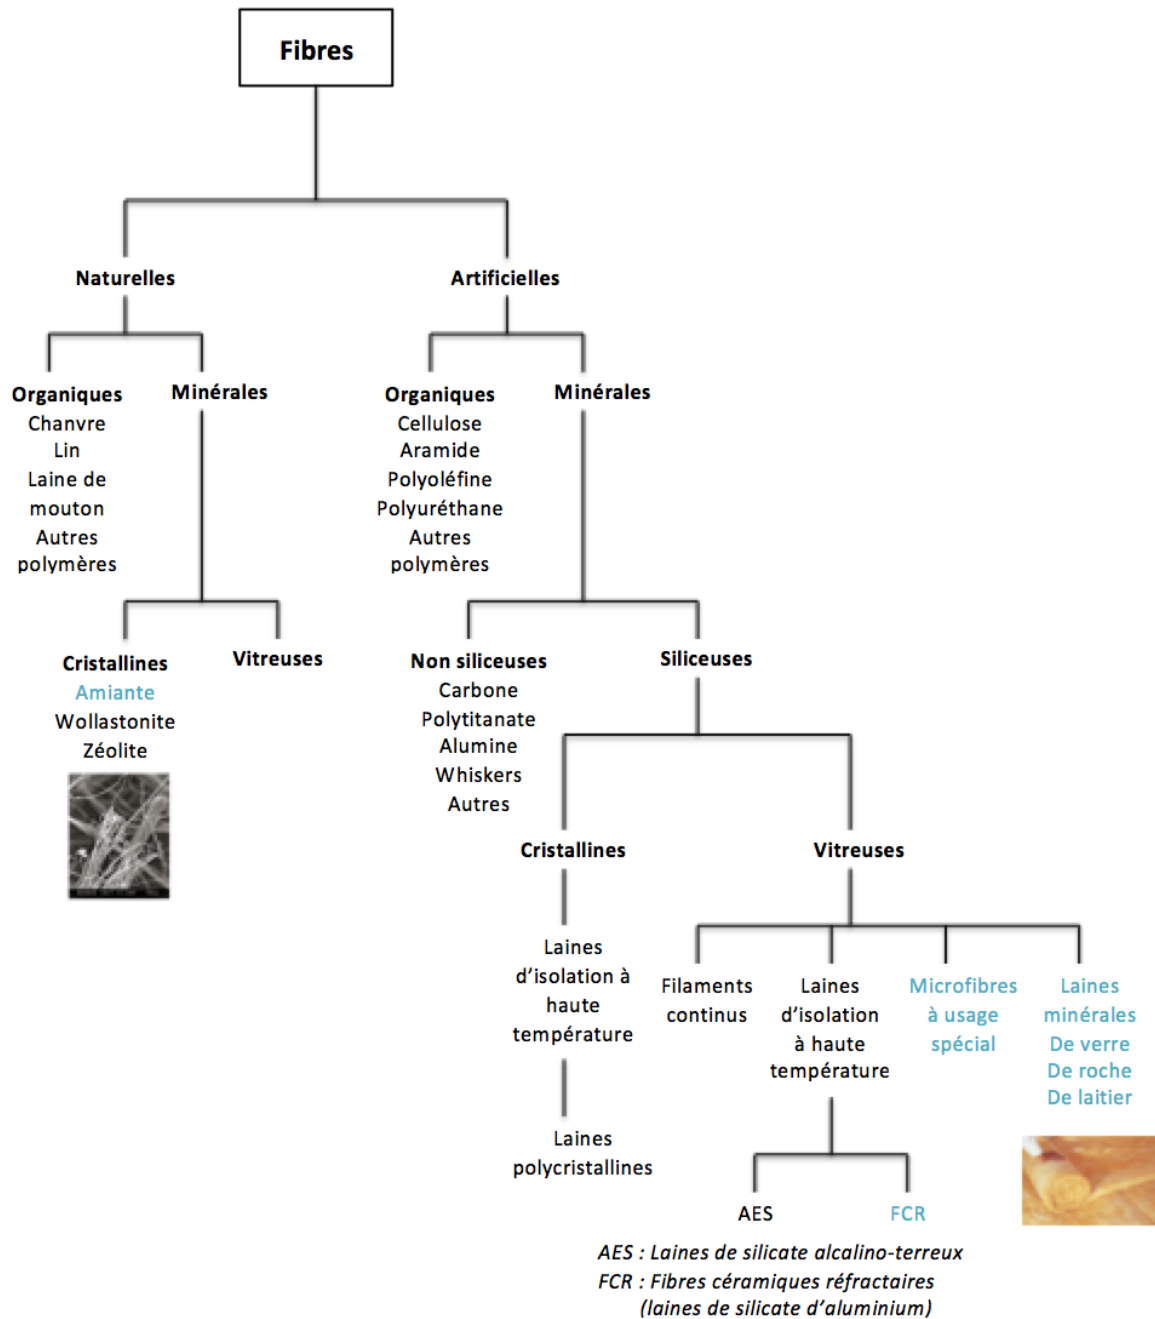 Fibres
Naturelles
Artificielles
Organiques
Chanvre
Lin
Laine de
mouton
Autres
polymères
Minérales
Organiques
Cellulose
Aramide
Polyoléfine
Polyuréthane
Autres
polymères
Minérales
Cristallines
Amiante
Wollastonite
Zéolite
Vitreuses
Non siliceuses
Carbone
Polytitanate
Alumine
Whiskers
Autres
Siliceuses
Cristallines
Vitreuses
Laines
d'isolation à
haute
température
Laines
polycristallines
Filaments
continus
Laines
d'isolation
à haute
température
Microfibres
à usage
spécial
Laines
minérales
De verre
De roche
De laitier
AES
FCR
AES : Laines de silicate alcalino-terreux
FCR : Fibres céramiques réfractaires
(laines de silicate d'aluminium)